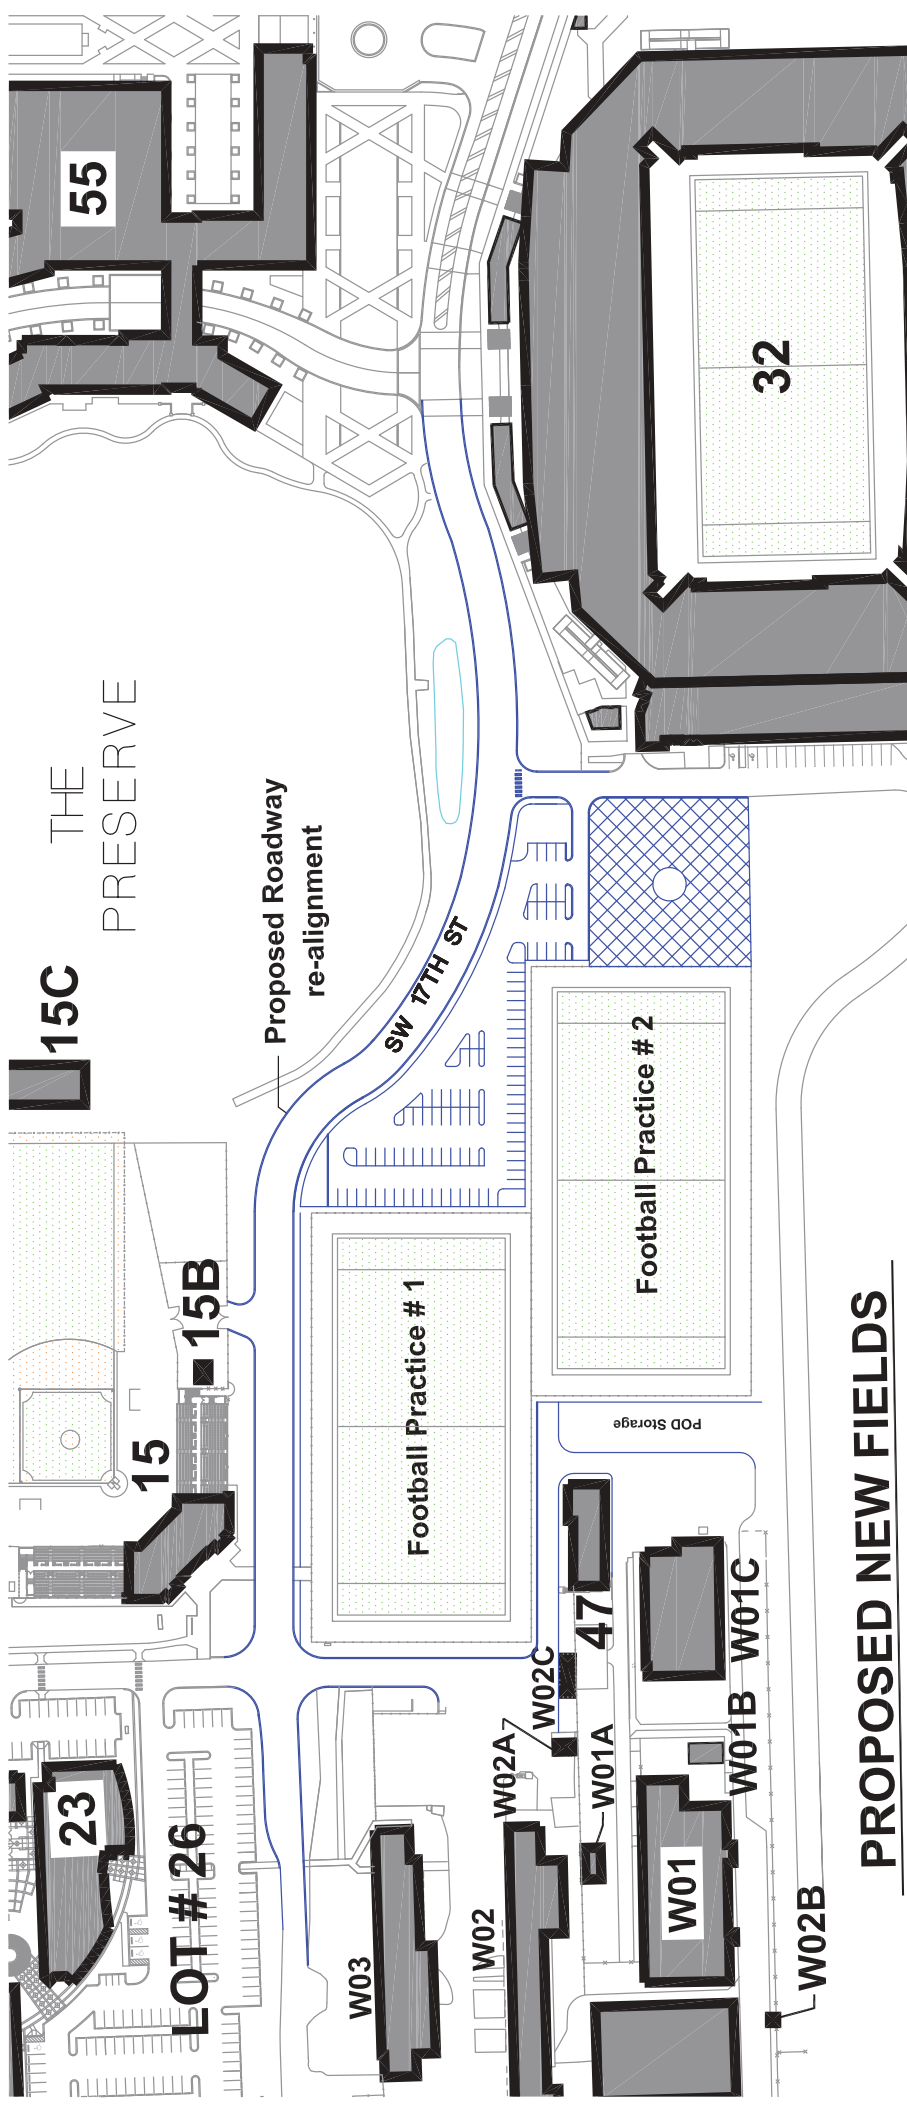 55
32
THE
PRESERVE
15C
Proposed Roadway
re-alignment
SW 17TH ST
15B
15
Football Practice # 1
Football Practice # 2
POD Storage
47
W02C
W02A
W01A
W01C
W01B
W01
W02B
W02
W03
23
LOT # 26
PROPOSED NEW FIELDS